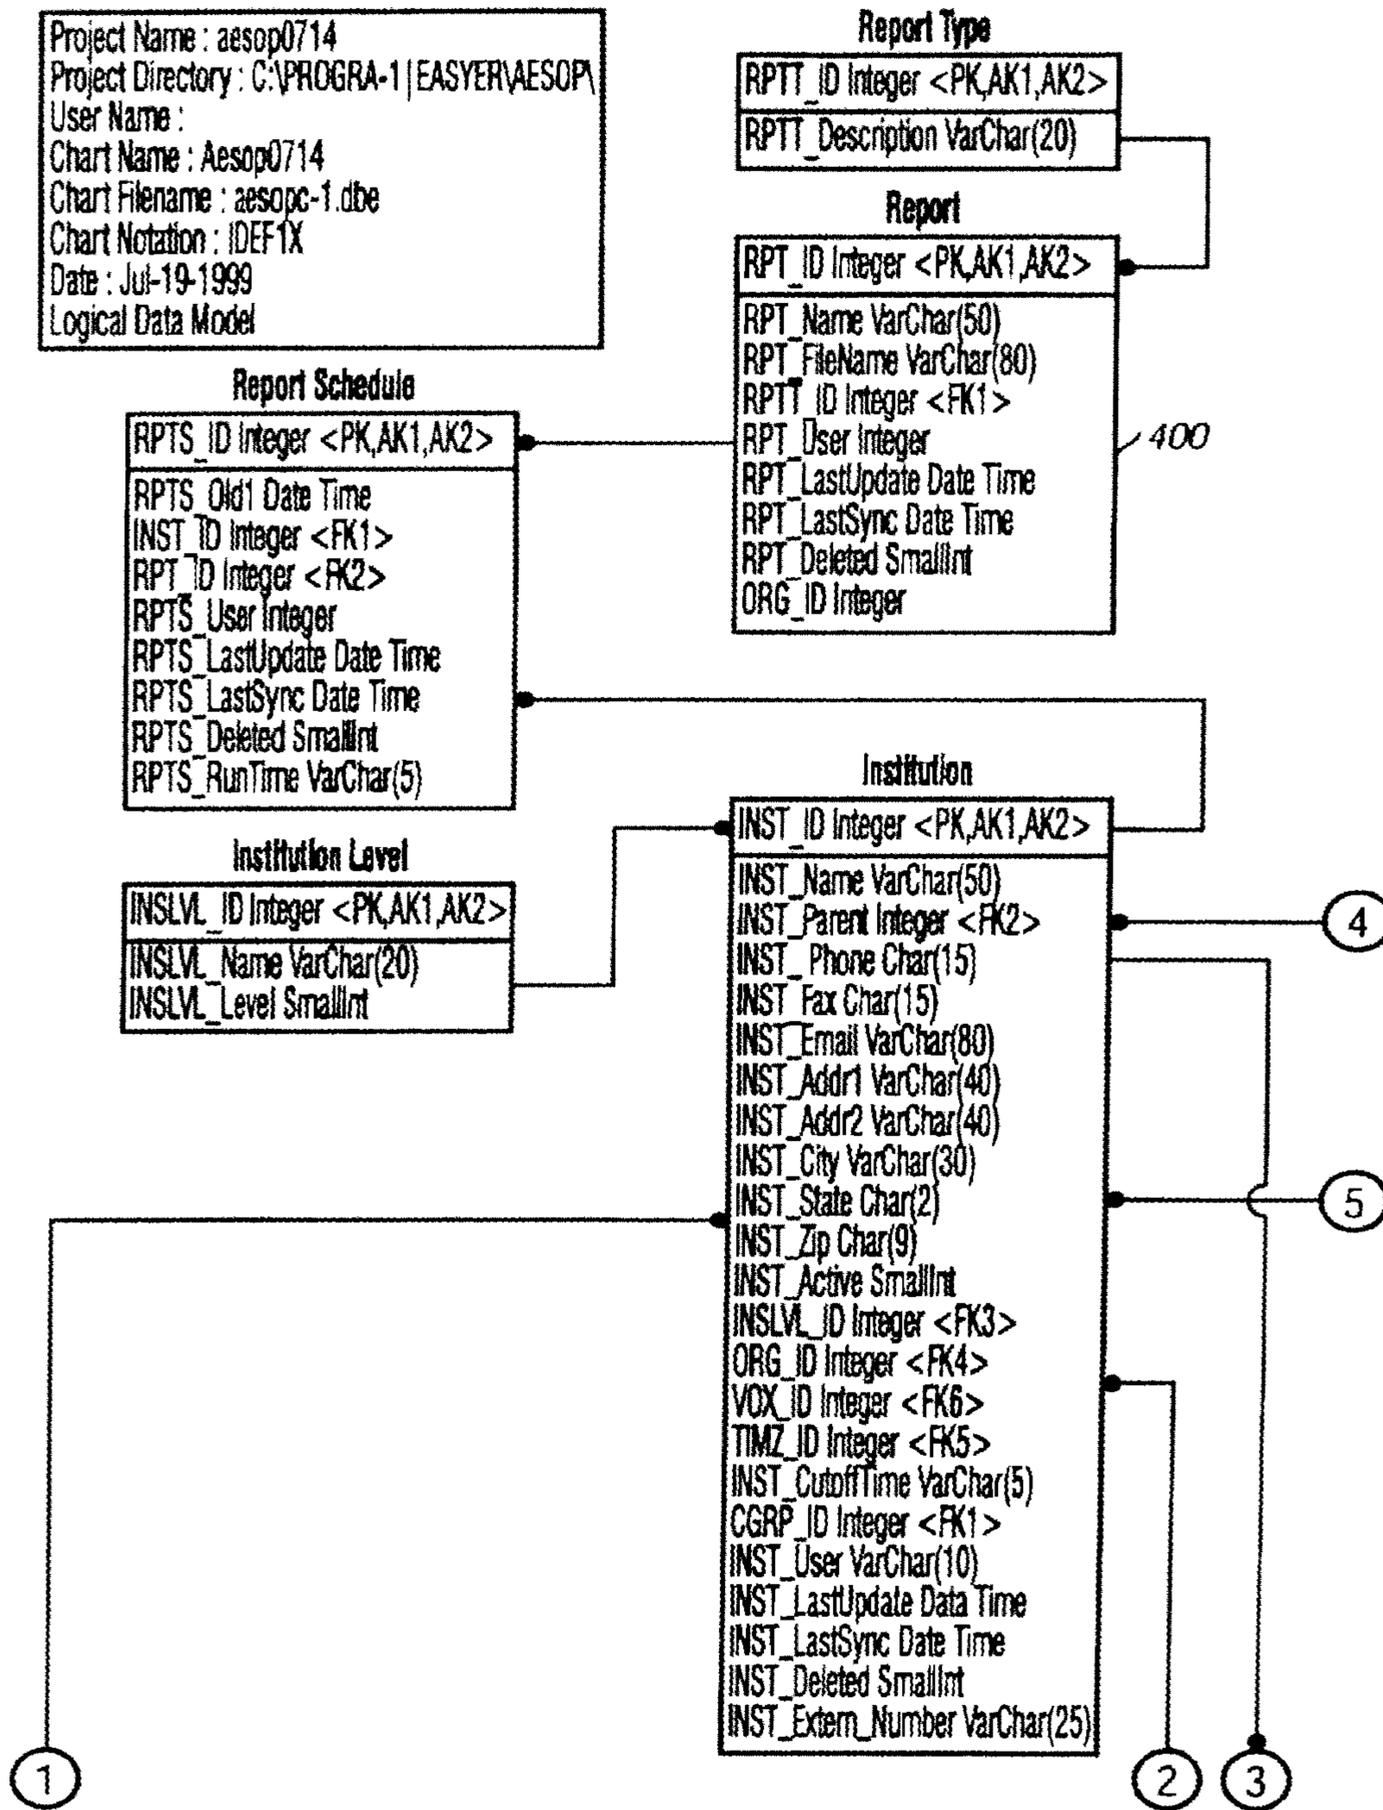 Project Name : aesop0714
Project Directory : C:\PROGRA-1|EASYER\AESOP\
User Name :
Chart Name : Aesop0714
Chart Filename : aesopc-1.dbe
Chart Notation : IDEF1X
Date : Jul-19-1999
Logical Data Model
Report Type
RPTT_ID Integer <PK,AK1,AK2>
RPTT_Description VarChar(20)
Report
RPT_ID Integer <PK,AK1,AK2>
RPT_Name VarChar(50)
RPT_FileName VarChar(80)
RPTT_ID Integer <FK1>
RPT_User Integer
RPT_LastUpdate Date Time
RPT_LastSync Date Time
RPT_Deleted SmallInt
ORG_ID Integer
400
Report Schedule
RPTS_ID Integer <PK,AK1,AK2>
RPTS_Old1 Date Time
INST_ID Integer <FK1>
RPT_ID Integer <FK2>
RPTS_User Integer
RPTS_LastUpdate Date Time
RPTS_LastSync Date Time
RPTS_Deleted SmallInt
RPTS_RunTime VarChar(5)
Institution Level
INSLVL_ID Integer <PK,AK1,AK2>
INSLVL_Name VarChar(20)
INSLVL_Level SmallInt
Institution
INST_ID Integer <PK,AK1,AK2>
INST_Name VarChar(50)
INST_Parent Integer <FK2>
INST_ Phone Char(15)
INST_Fax Char(15)
INST_Email VarChar(80)
INST_Addr1 VarChar(40)
INST_Addr2 VarChar(40)
INST_City VarChar(30)
INST_State Char(2)
INST_Zip Char(9)
INST_Active SmallInt
INSLVL_ID Integer <FK3>
ORG_ID Integer <FK4>
VOX_ID Integer <FK6>
TIMZ_ID Integer <FK5>
INST_CutoffTime VarChar(5)
CGRP_ID Integer <FK1>
INST_User VarChar(10)
INST_LastUpdate Data Time
INST_LastSync Date Time
INST_Deleted SmallInt
INST_Extern_Number VarChar(25)
4
5
1
2
3